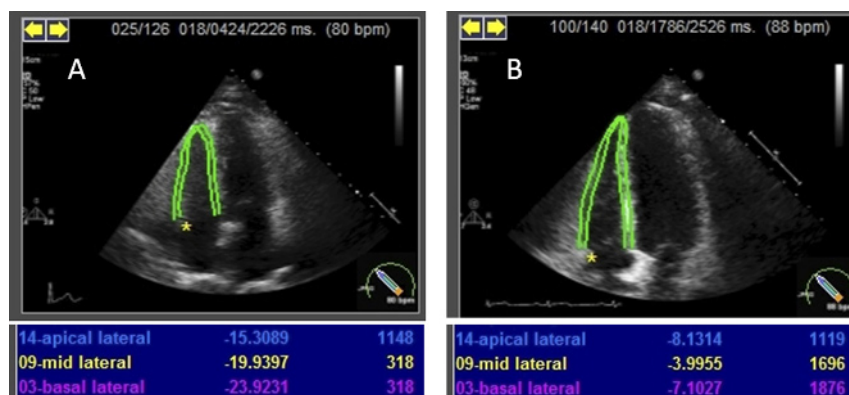 025/126 018/0424/2226 ms. (80 bpm)
A
14-apical lateral -15.3089 1148
09-mid lateral -19.9397 318
03-basal lateral -23.9231 318
80 bpm
100/140 018/1786/2526 ms. (88 bpm)
B
14-apical lateral -8.1314 1119
09-mid lateral -3.9955 1696
03-basal lateral -7.1027 1876